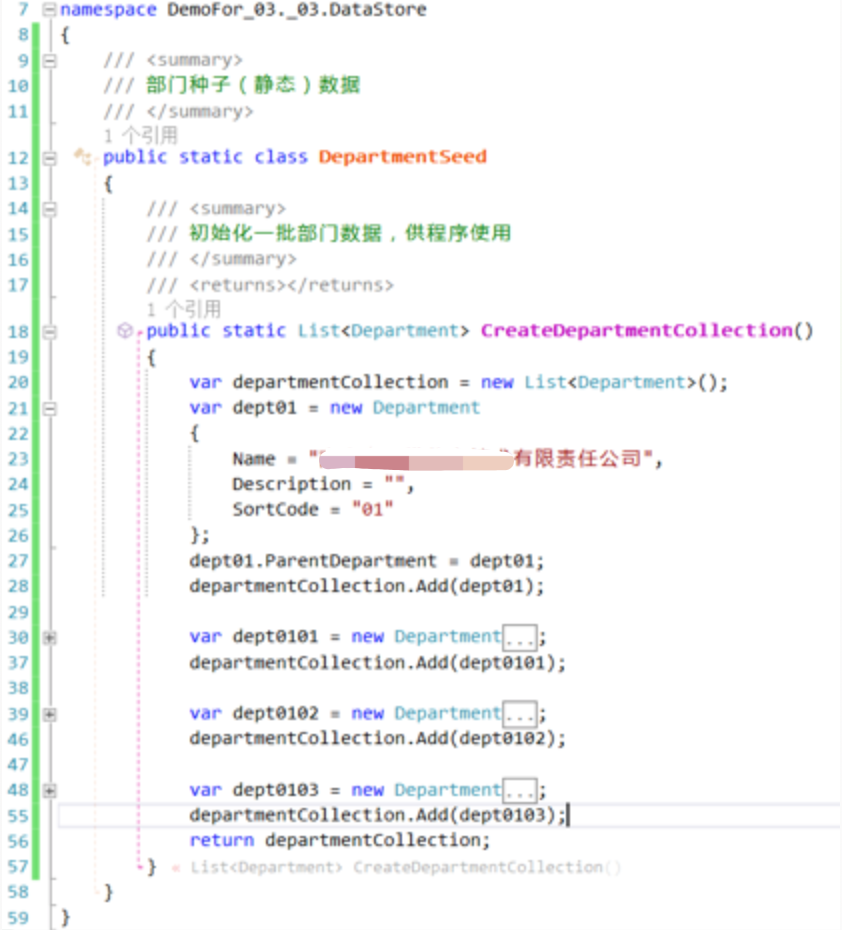 7 namespace DemoFor_03._03.DataStore
8 {
9 /// <summary>
10 /// 部门种子（静态）数据
11 /// </summary>
1 个引用
12 public static class DepartmentSeed
13 {
14 /// <summary>
15 /// 初始化一批部门数据，供程序使用
16 /// </summary>
17 /// <returns></returns>
1 个引用
18 public static List<Department> CreateDepartmentCollection()
19 {
20 var departmentCollection = new List<Department>();
21 var dept01 = new Department
22 {
23 Name = "有限责任公司",
24 Description = "",
25 SortCode = "01"
26 };
27 dept01.ParentDepartment = dept01;
28 departmentCollection.Add(dept01);
29
30 var dept0101 = new Department...;
37 departmentCollection.Add(dept0101);
38
39 var dept0102 = new Department...;
46 departmentCollection.Add(dept0102);
47
48 var dept0103 = new Department...;
55 departmentCollection.Add(dept0103);
56 return departmentCollection;
57 } « List<Department> CreateDepartmentCollection()
58 }
59 }